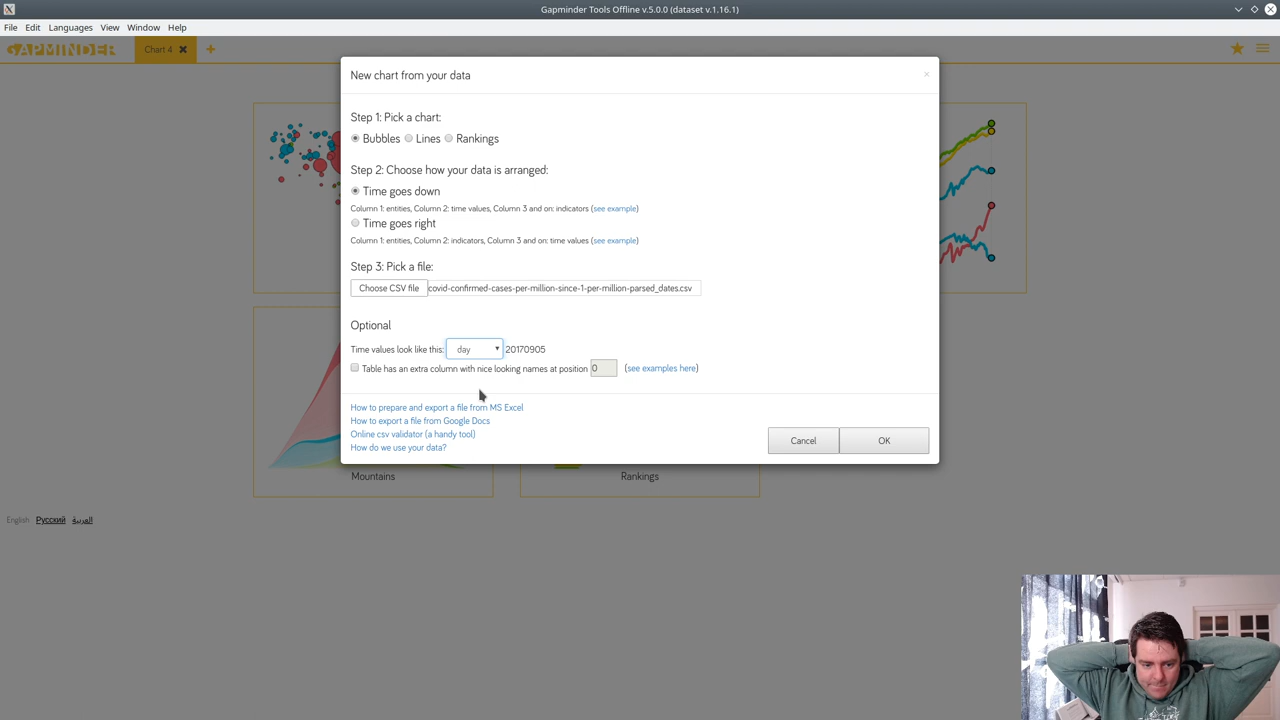 Gapminder Tools Offline v.5.0.0 (dataset v.1.16.1)
File Edit Languages View Window Help
GAPMINDER Chart 4
New chart from your data
Step 1: Pick a chart:
Bubbles Lines Rankings
Step 2: Choose how your data is arranged:
Time goes down
Column 1: entities, Column 2: time values, Column 3 and on: indicators (see example)
Time goes right
Column 1: entities, Column 2: indicators, Column 3 and on: time values (see example)
Step 3: Pick a file:
Choose CSV file covid-confirmed-cases-per-million-since-1-per-million-parsed_dates.csv
Optional
Time values look like this: day 20170905
Table has an extra column with nice looking names at position 0 (see examples here)
How to prepare and export a file from MS Excel
How to export a file from Google Docs
Online csv validator (a handy tool)
How do we use your data?
Cancel OK
Mountains Rankings
English Русский العربية